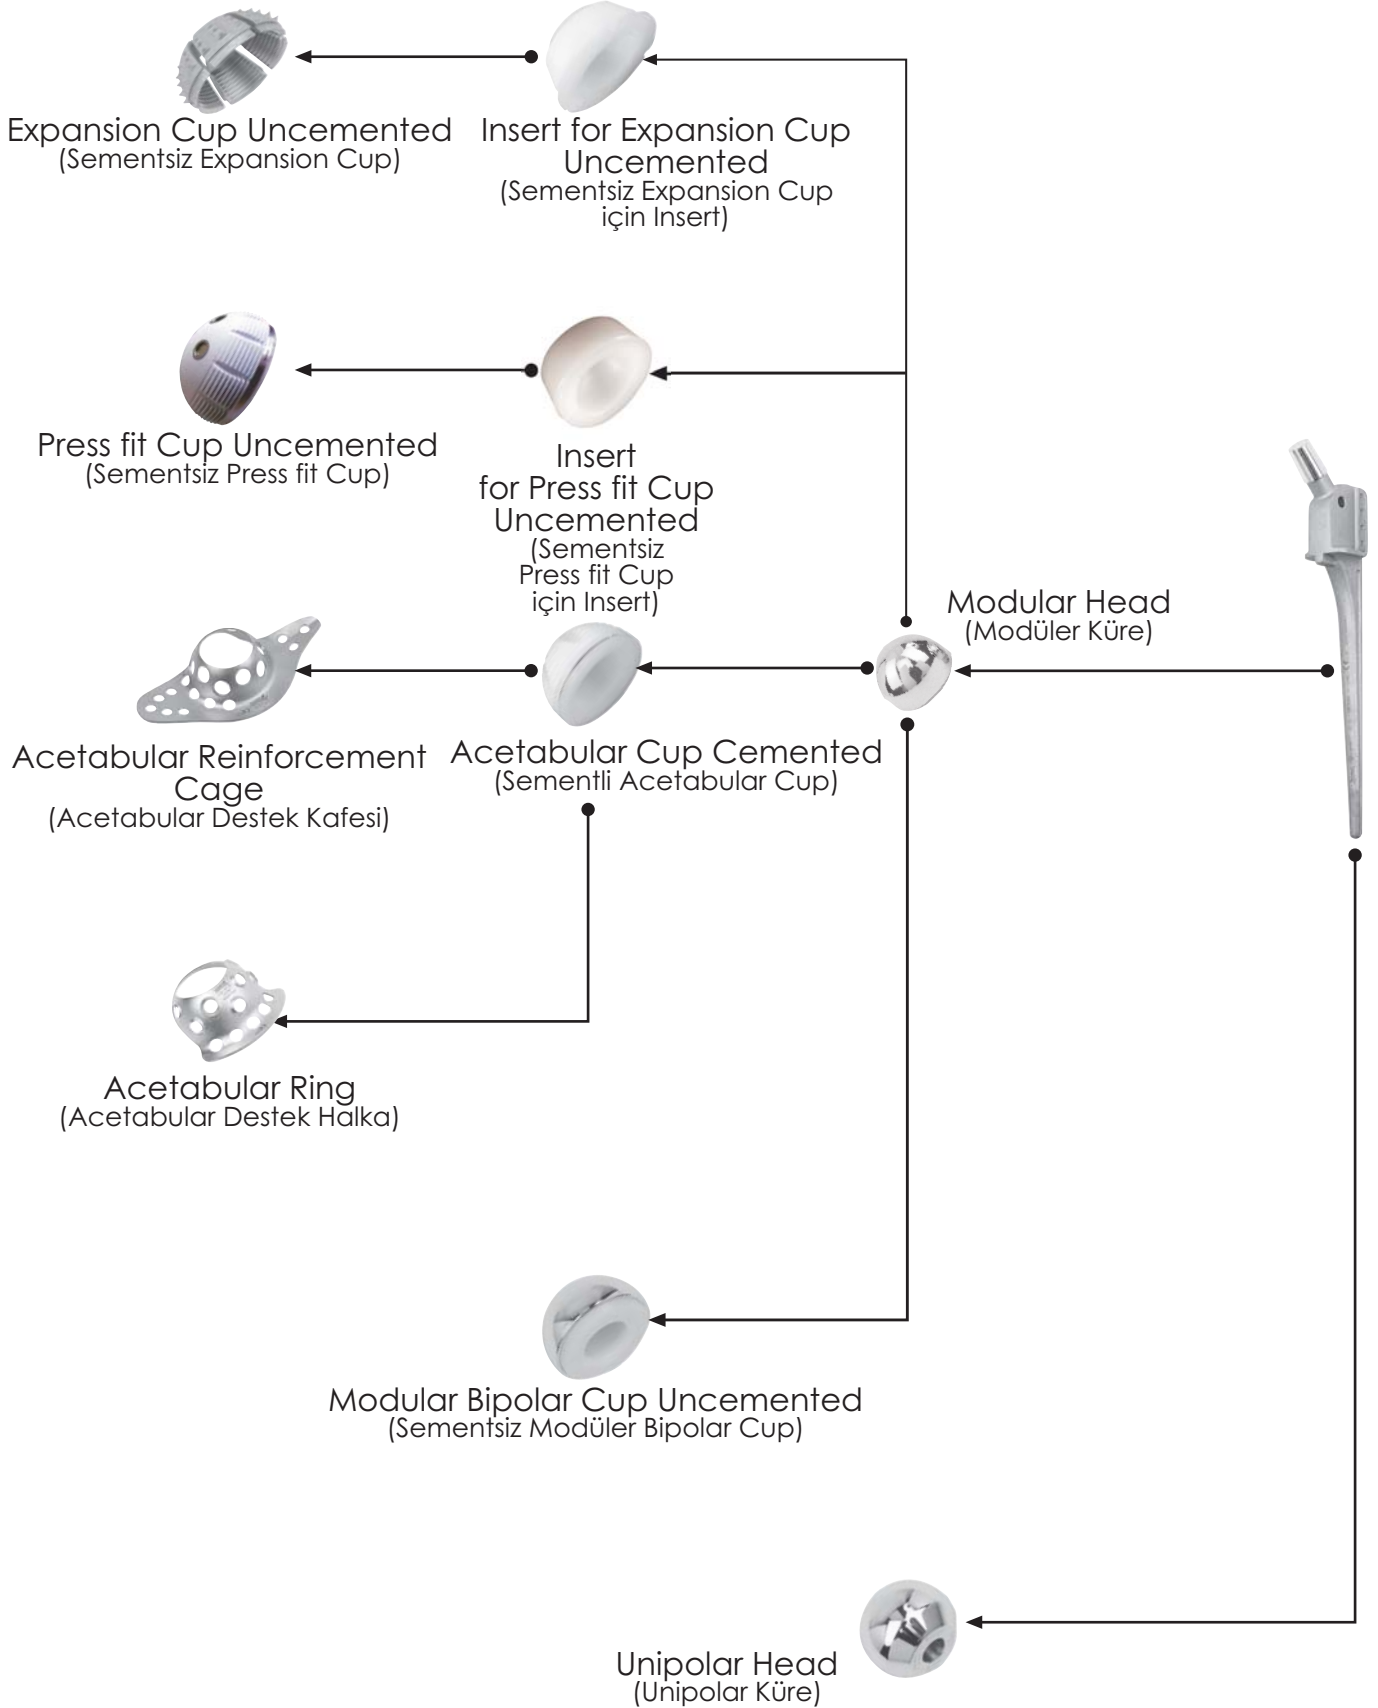 Expansion Cup Uncemented
(Sementsiz Expansion Cup)
Insert for Expansion Cup
Uncemented
(Sementsiz Expansion Cup
için Insert)
Press fit Cup Uncemented
(Sementsiz Press fit Cup)
Insert
for Press fit Cup
Uncemented
(Sementsiz
Press fit Cup
için Insert)
Modular Head
(Modüler Küre)
Acetabular Reinforcement
Cage
(Acetabular Destek Kafesi)
Acetabular Cup Cemented
(Sementli Acetabular Cup)
Acetabular Ring
(Acetabular Destek Halka)
Modular Bipolar Cup Uncemented
(Sementsiz Modüler Bipolar Cup)
Unipolar Head
(Unipolar Küre)